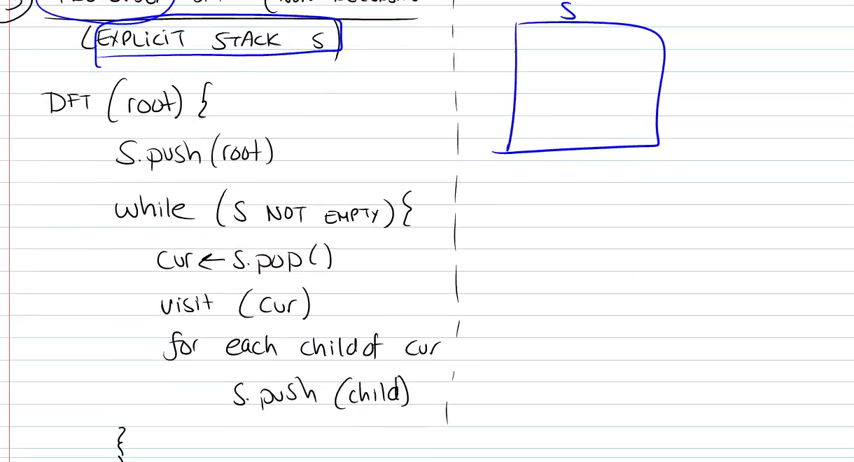 (EXPLICIT STACK S)
S
DFT (root) {
S.push(root)
while (S NOT EMPTY){
cur ← S.pop()
visit (cur)
for each child of cur
S.push (child)
}